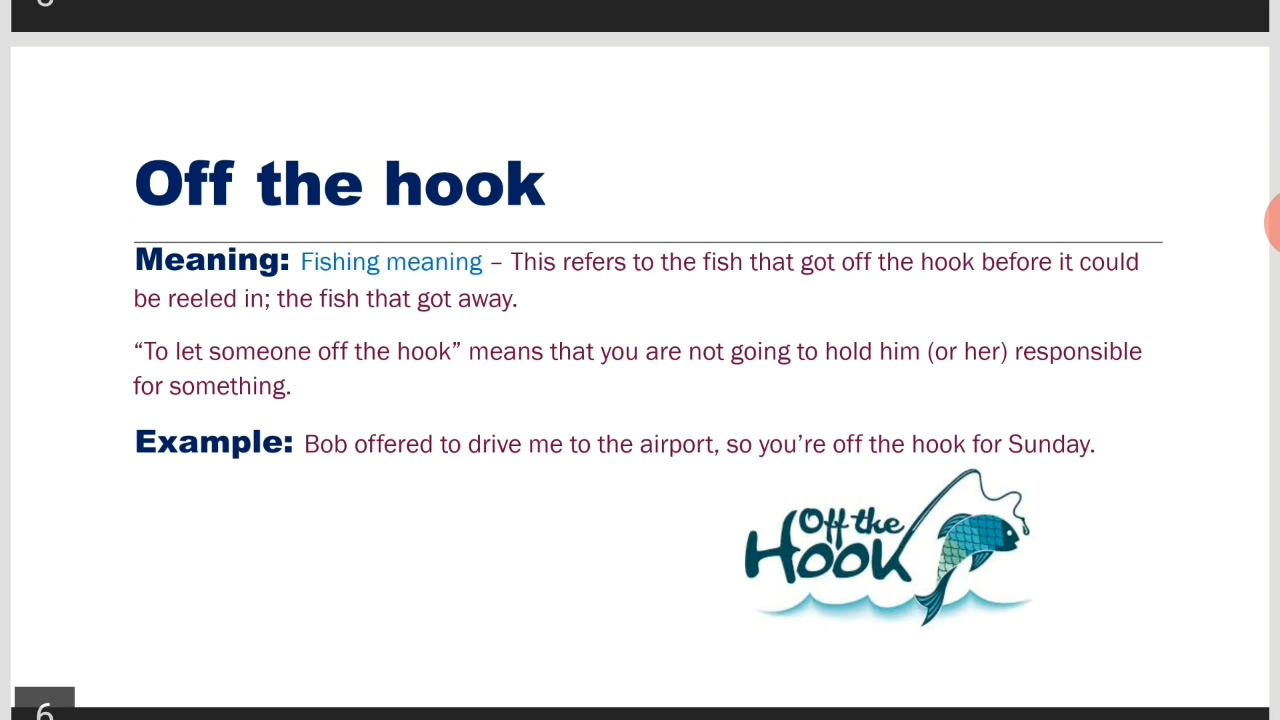 Off the hook
Meaning: Fishing meaning – This refers to the fish that got off the hook before it could
be reeled in; the fish that got away.
“To let someone off the hook” means that you are not going to hold him (or her) responsible
for something.
Example: Bob offered to drive me to the airport, so you’re off the hook for Sunday.
Off the
Hook
6